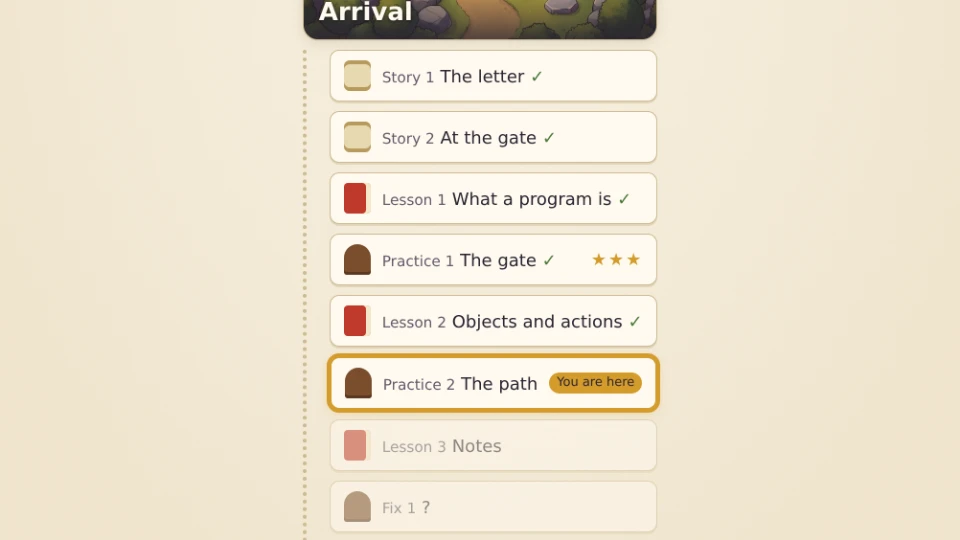 Arrival
Story 1 The letter ✓
Story 2 At the gate ✓
Lesson 1 What a program is ✓
Practice 1 The gate ✓ ★★★
Lesson 2 Objects and actions ✓
Practice 2 The path You are here
Lesson 3 Notes
Fix 1 ?